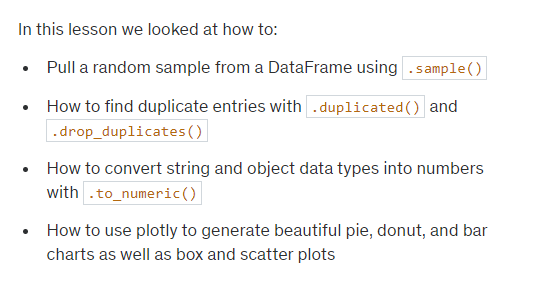 In this lesson we looked at how to:
• Pull a random sample from a DataFrame using .sample()
• How to find duplicate entries with .duplicated() and
.drop_duplicates()
• How to convert string and object data types into numbers
with .to_numeric()
• How to use plotly to generate beautiful pie, donut, and bar
charts as well as box and scatter plots